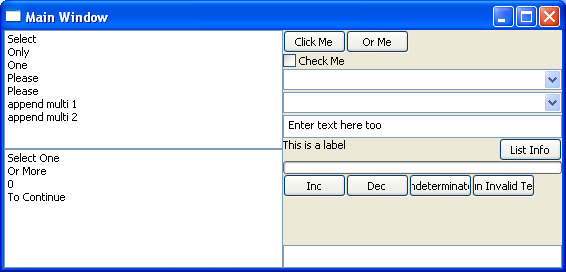 Main Window
Select
Only
One
Please
Please
append multi 1
append multi 2
Select One
Or More
0
To Continue
Click Me
Or Me
Check Me
Enter text here too
This is a label
List Info
Inc
Dec
ndeterminat
n Invalid Te